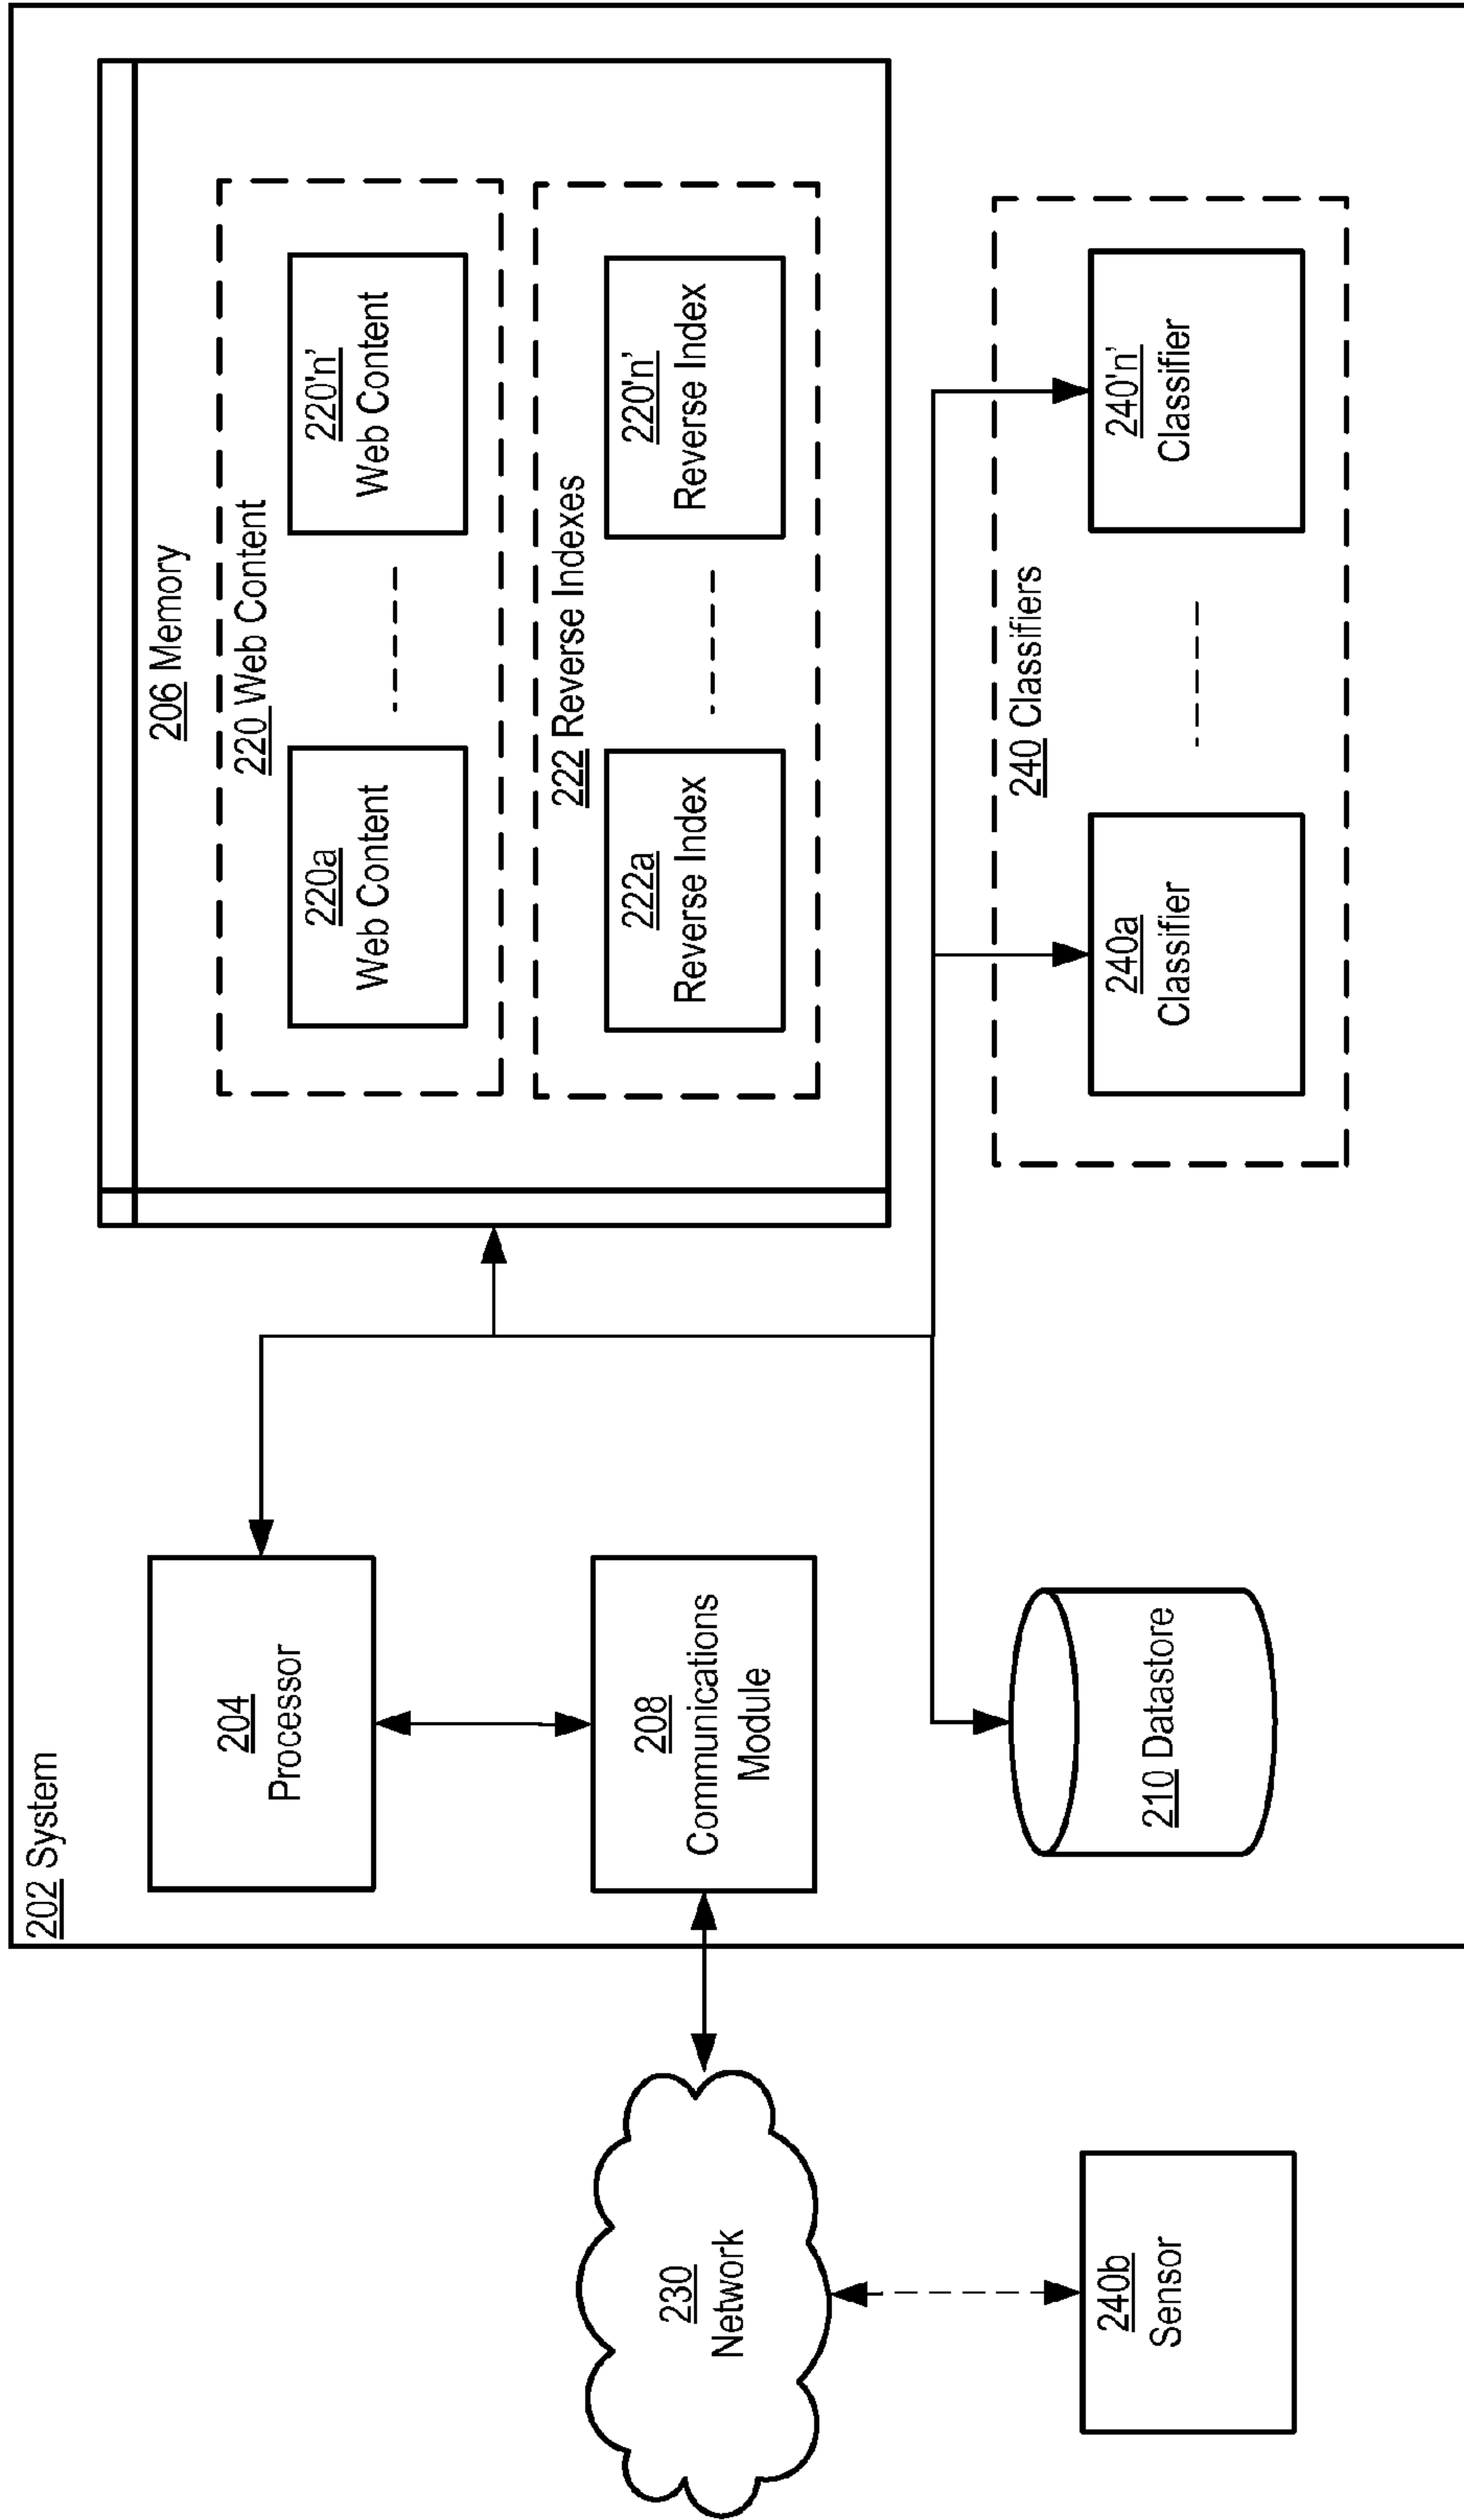 202 System
204
Processor
208
Communications
Module
210 Datastore
206 Memory
220 Web Content
220a
Web Content
220'n'
Web Content
222 Reverse Indexes
222a
Reverse Index
220'n'
Reverse Index
240 Classifiers
240a
Classifier
240'n'
Classifier
230
Network
240b
Sensor